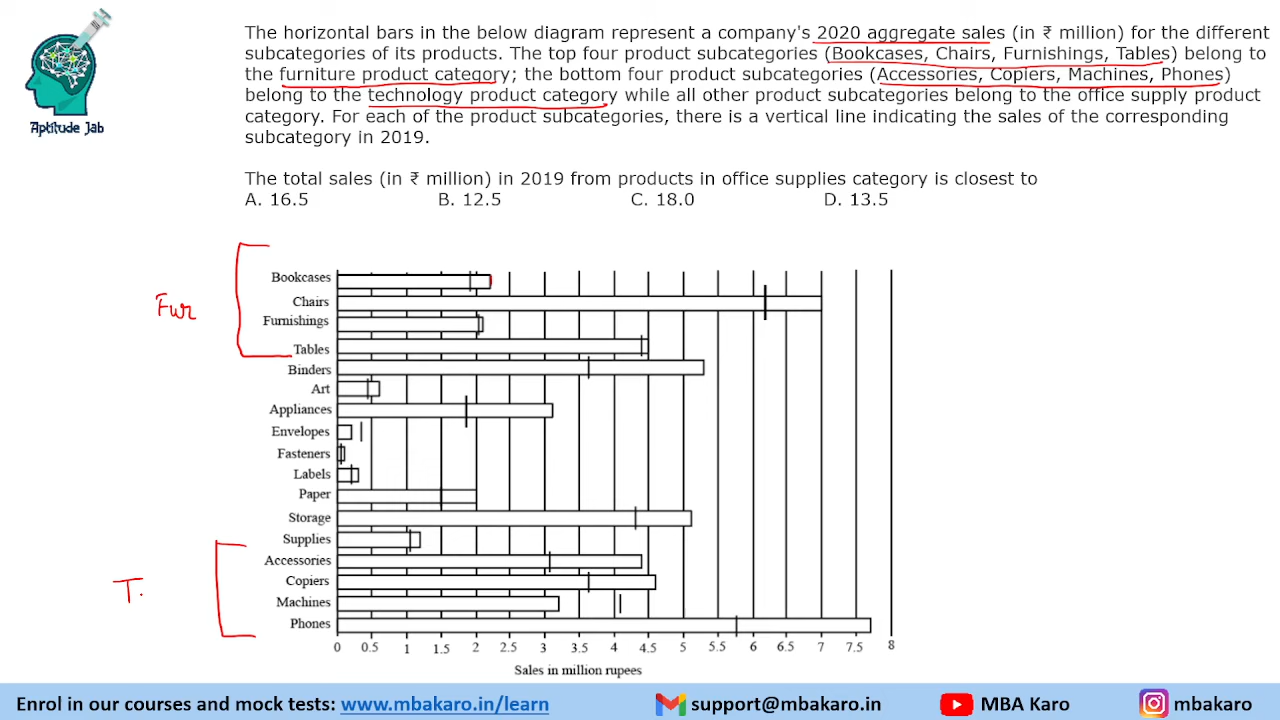 The horizontal bars in the below diagram represent a company's 2020 aggregate sales (in ₹ million) for the different
subcategories of its products. The top four product subcategories (Bookcases, Chairs, Furnishings, Tables) belong to
the furniture product category; the bottom four product subcategories (Accessories, Copiers, Machines, Phones)
belong to the technology product category while all other product subcategories belong to the office supply product
category. For each of the product subcategories, there is a vertical line indicating the sales of the corresponding
subcategory in 2019.
Aptitude Jab
The total sales (in ₹ million) in 2019 from products in office supplies category is closest to
A. 16.5 B. 12.5 C. 18.0 D. 13.5
Bookcases
Chairs
Fur
Furnishings
Tables
Binders
Art
Appliances
Envelopes
Fasteners
Labels
Paper
Storage
Supplies
Accessories
Copiers
T.
Machines
Phones
0 0.5 1 1.5 2 2.5 3 3.5 4 4.5 5 5.5 6 6.5 7 7.5 8
Sales in million rupees
Enrol in our courses and mock tests: www.mbakaro.in/learn support@mbakaro.in MBA Karo mbakaro